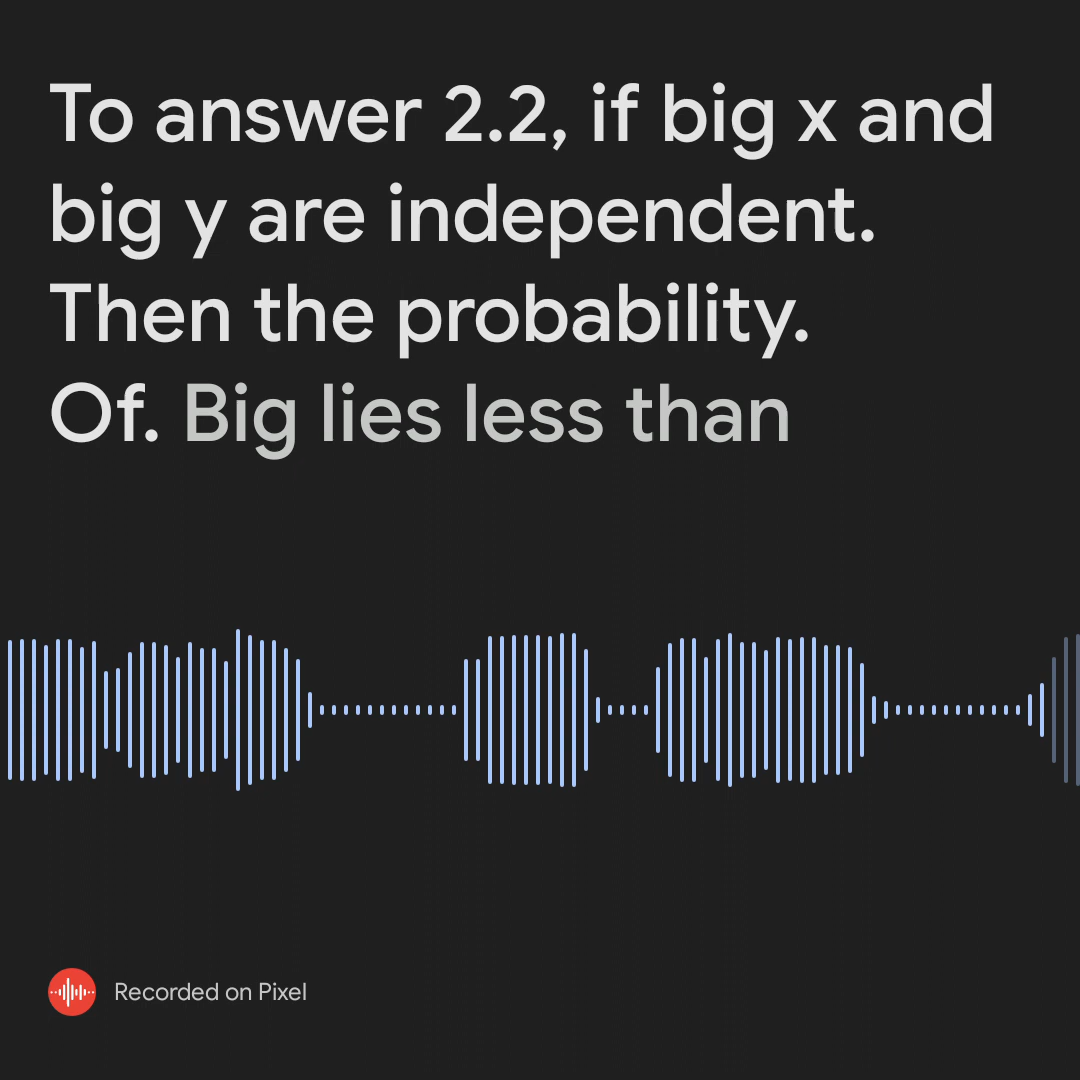 To answer 2.2, if big x and
big y are independent.
Then the probability.
Of. Big lies less than
Recorded on Pixel